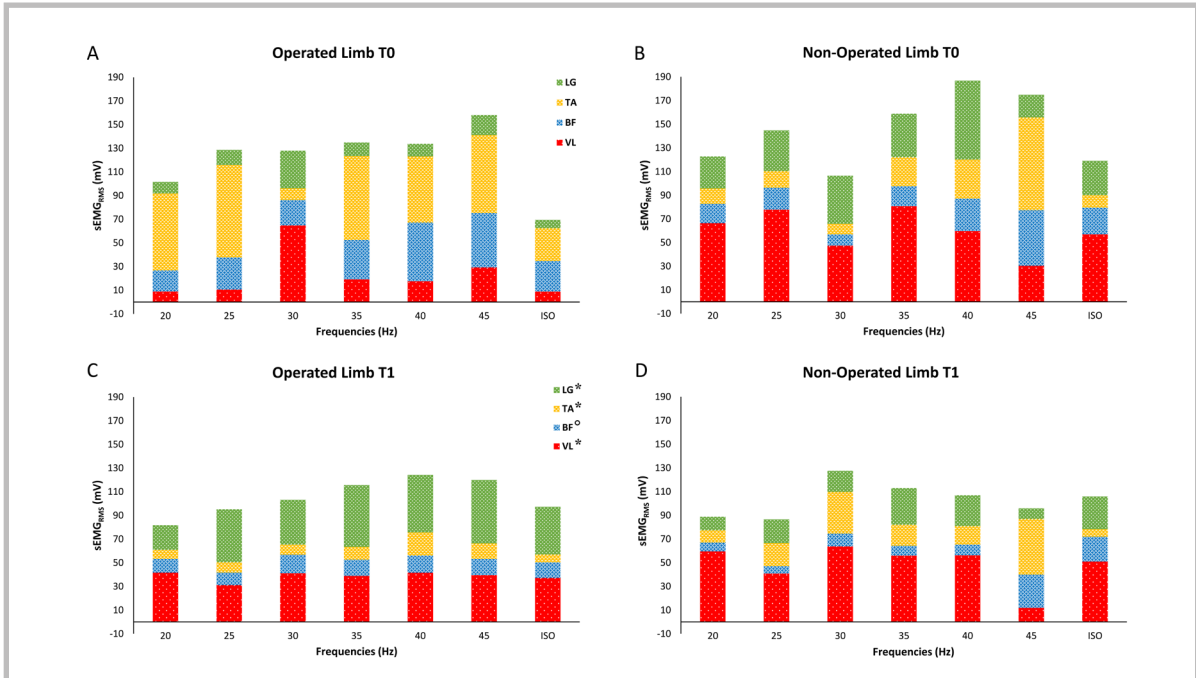 A
Operated Limb T0
190
170
150
130
110
90
70
50
30
10
-10
sEMGRMS (mV)
LG
TA
BF
VL
20 25 30 35 40 45 ISO
Frequencies (Hz)
B
Non-Operated Limb T0
190
170
150
130
110
90
70
50
30
10
-10
sEMGRMS (mV)
20 25 30 35 40 45 ISO
Frequencies (Hz)
C
Operated Limb T1
190
170
150
130
110
90
70
50
30
10
-10
sEMGRMS (mV)
LG*
TA*
BF°
VL*
20 25 30 35 40 45 ISO
Frequencies (Hz)
D
Non-Operated Limb T1
190
170
150
130
110
90
70
50
30
10
-10
sEMGRMS (mV)
20 25 30 35 40 45 ISO
Frequencies (Hz)